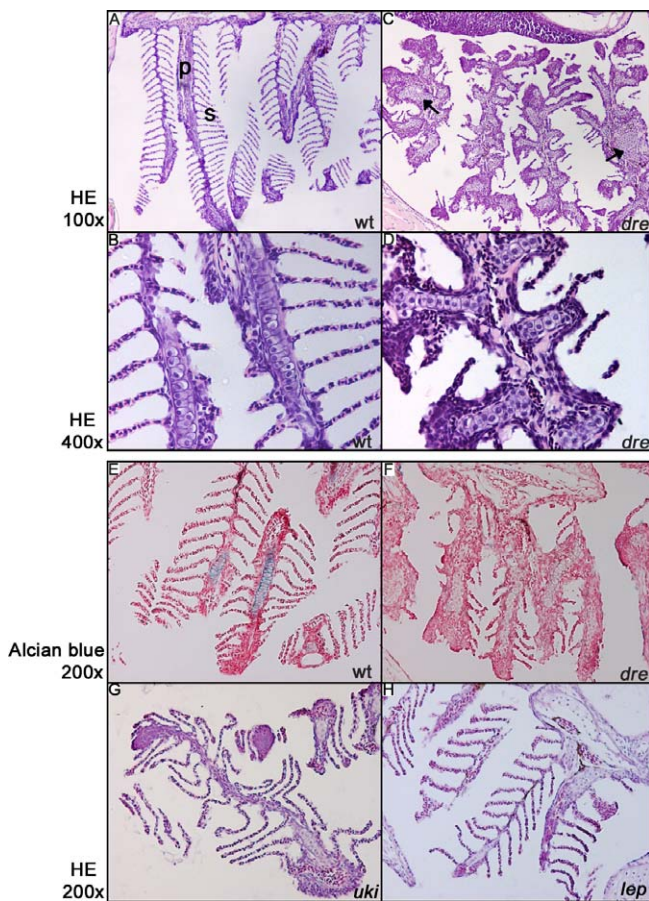 A
p
s
wt
C
dre
HE
100x
B
wt
D
dre
HE
400x
E
wt
F
dre
Alcian blue
200x
G
uki
H
lep
HE
200x